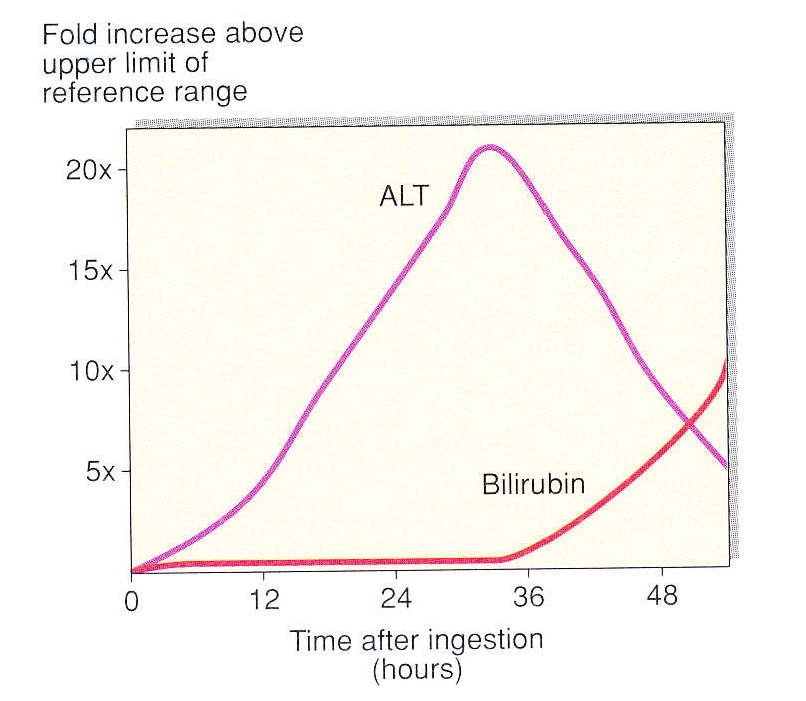 Fold increase above
upper limit of
reference range
20x
ALT
15x
10x
5x
Bilirubin
0 12 24 36 48
Time after ingestion
(hours)